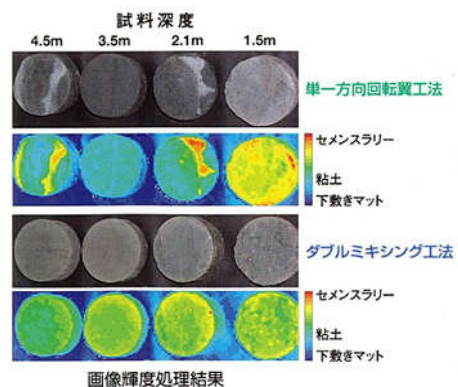 試料深度
4.5m 3.5m 2.1m 1.5m
単一方向回転翼工法
セメンスラリー
粘土
下敷きマット
ダブルミキシング工法
セメンスラリー
粘土
下敷きマット
画像輝度処理結果